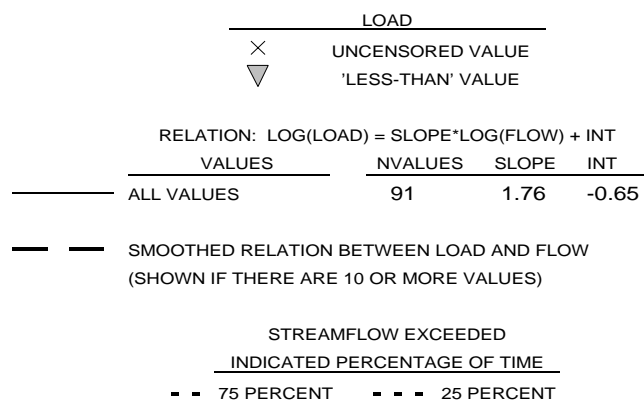 LOAD
UNCENSORED VALUE
'LESS-THAN' VALUE
RELATION: LOG(LOAD) = SLOPE*LOG(FLOW) + INT
VALUES NVALUES SLOPE INT
ALL VALUES 91 1.76 -0.65
SMOOTHED RELATION BETWEEN LOAD AND FLOW
(SHOWN IF THERE ARE 10 OR MORE VALUES)
STREAMFLOW EXCEEDED
INDICATED PERCENTAGE OF TIME
75 PERCENT 25 PERCENT